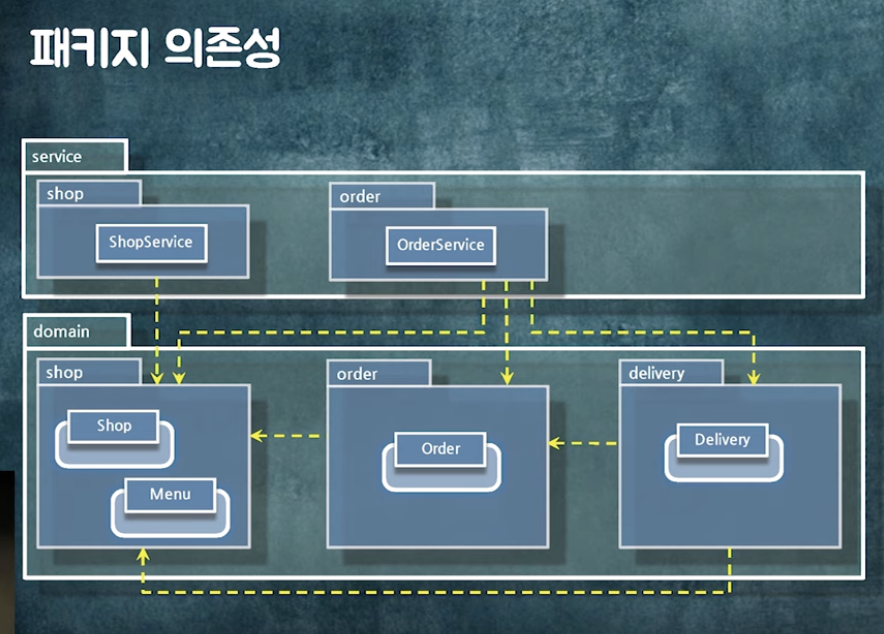 패키지 의존성
service
shop
ShopService
order
OrderService
domain
shop
Shop
Menu
order
Order
delivery
Delivery